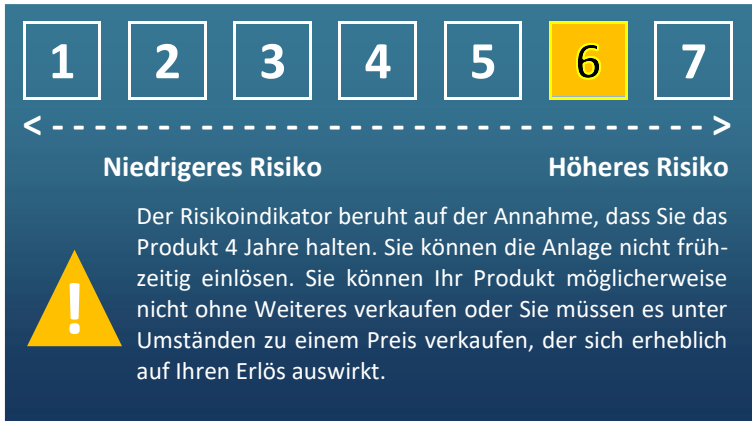 1 2 3 4 5 6 7
< - - - - - - - - - - - - - - - - - - - - - - - - - - - - - - - - >
Niedrigeres Risiko Höheres Risiko
Der Risikoindikator beruht auf der Annahme, dass Sie das
Produkt 4 Jahre halten. Sie können die Anlage nicht früh-
zeitig einlösen. Sie können Ihr Produkt möglicherweise
nicht ohne Weiteres verkaufen oder Sie müssen es unter
Umständen zu einem Preis verkaufen, der sich erheblich
auf Ihren Erlös auswirkt.
!